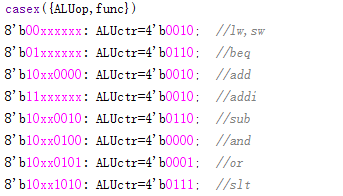 casex({ALUop,func})
8'b00xxxxxx: ALUctr=4'b0010; //lw,sw
8'b01xxxxxx: ALUctr=4'b0110; //beq
8'b10xx0000: ALUctr=4'b0010; //add
8'b11xxxxxx: ALUctr=4'b0010; //addi
8'b10xx0010: ALUctr=4'b0110; //sub
8'b10xx0100: ALUctr=4'b0000; //and
8'b10xx0101: ALUctr=4'b0001; //or
8'b10xx1010: ALUctr=4'b0111; //slt